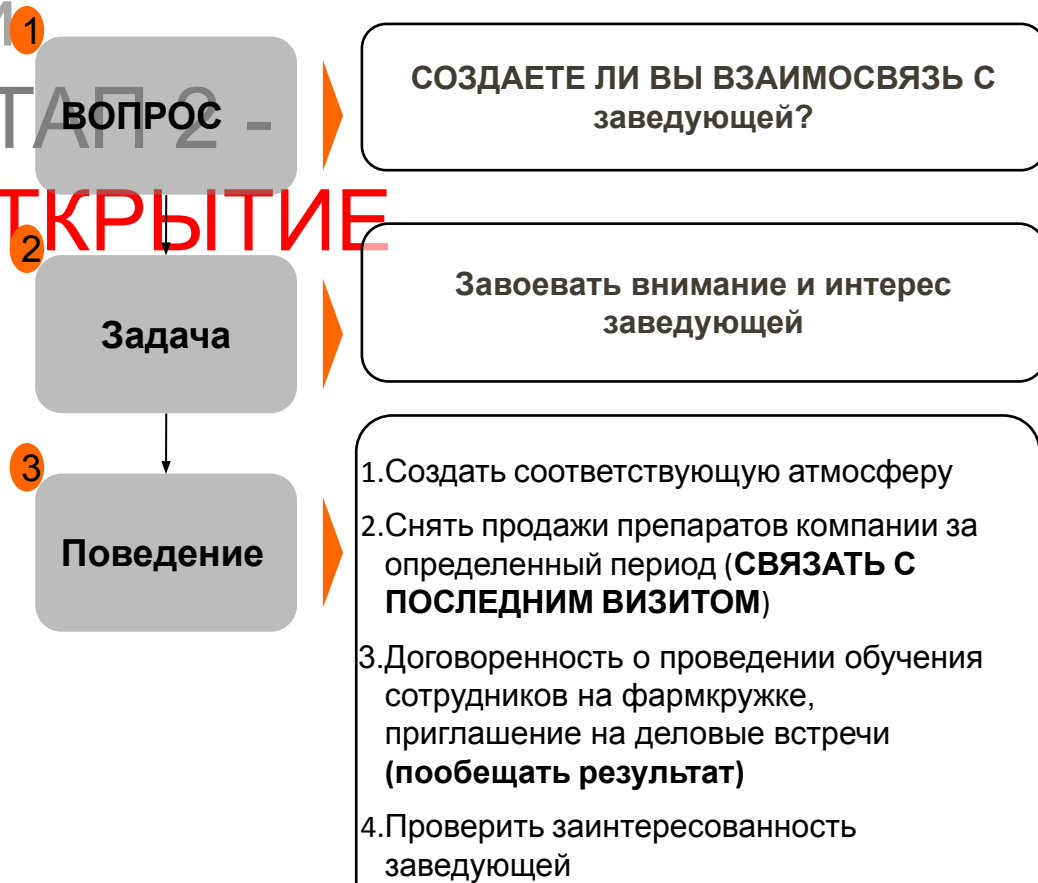 1
ВОПРОС
ТАП 2 -
ТКРЫТИЕ
СОЗДАЕТЕ ЛИ ВЫ ВЗАИМОСВЯЗЬ С
заведующей?
2
Задача
Завоевать внимание и интерес
заведующей
3
Поведение
1.Создать соответствующую атмосферу
2.Снять продажи препаратов компании за
определенный период (СВЯЗАТЬ С
ПОСЛЕДНИМ ВИЗИТОМ)
3.Договоренность о проведении обучения
сотрудников на фармкружке,
приглашение на деловые встречи
(пообещать результат)
4.Проверить заинтересованность
заведующей